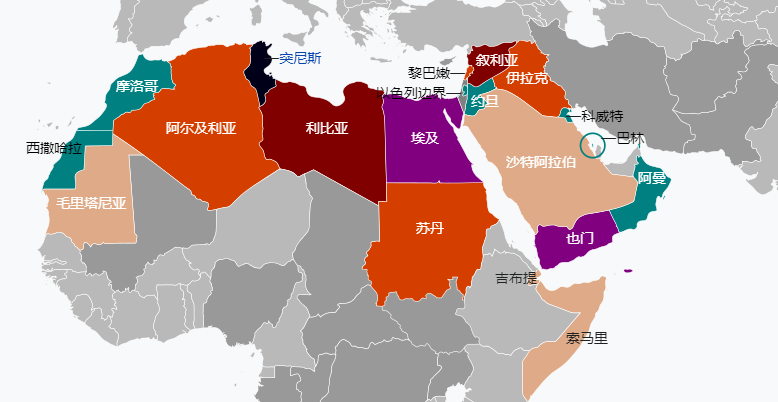 突尼斯
叙利亚
黎巴嫩
伊拉克
摩洛哥
以色列边界
约旦
科威特
阿尔及利亚
利比亚
埃及
巴林
西撒哈拉
沙特阿拉伯
阿曼
毛里塔尼亚
苏丹
也门
吉布提
索马里